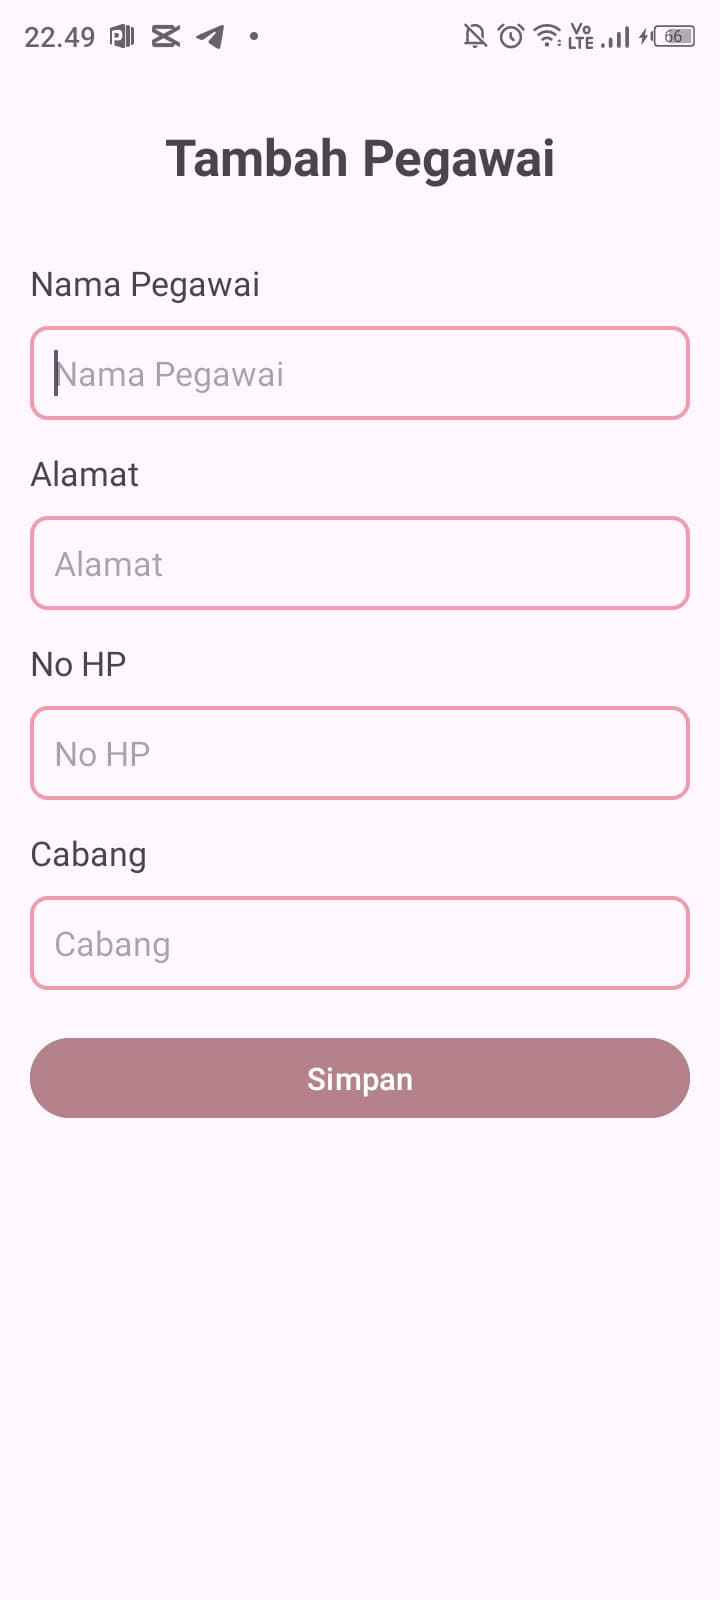 22.49
Vo LTE
66
Tambah Pegawai
Nama Pegawai
Nama Pegawai
Alamat
Alamat
No HP
No HP
Cabang
Cabang
Simpan